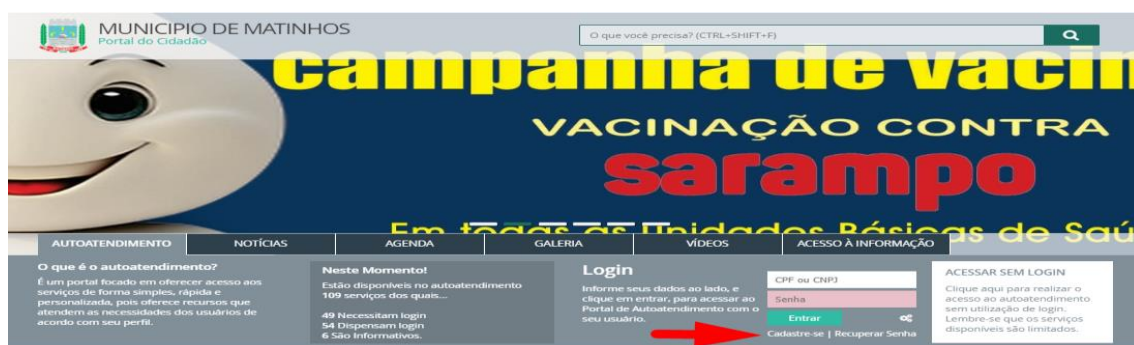 MUNICIPIO DE MATINHOS
Portal do Cidadão
O que você precisa? (CTRL+SHIFT+F)
campanha de vacin
VACINAÇÃO CONTRA
sarampo
Em togas as Unidades Básicas de Saú
AUTOATENDIMENTO
NOTÍCIAS
AGENDA
GALERIA
VÍDEOS
ACESSO À INFORMAÇÃO
O que é o autoatendimento?
É um portal focado em oferecer acesso aos
serviços de forma simples, rápida e
personalizada, pois oferece recursos que
atendem as necessidades dos usuários de
acordo com seu perfil.
Neste Momento!
Estão disponíveis no autoatendimento
109 serviços dos quais...
49 Necessitam login
54 Dispensam login
6 São Informativos.
Login
Informe seus dados ao lado, e
clique em entrar, para acessar ao
Portal de Autoatendimento com o
seu usuário.
CPF ou CNPJ
Senha
Entrar
Cadastre-se | Recuperar Senha
ACESSAR SEM LOGIN
Clique aqui para realizar o
acesso ao autoatendimento
sem utilização de login.
Lembre-se que os serviços
disponíveis são limitados.